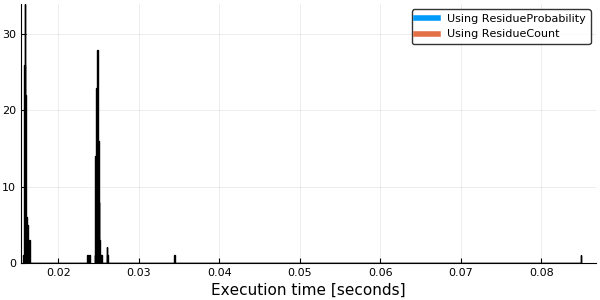 Using ResidueProbability
Using ResidueCount
30
20
10
0
0.02 0.03 0.04 0.05 0.06 0.07 0.08
Execution time [seconds]